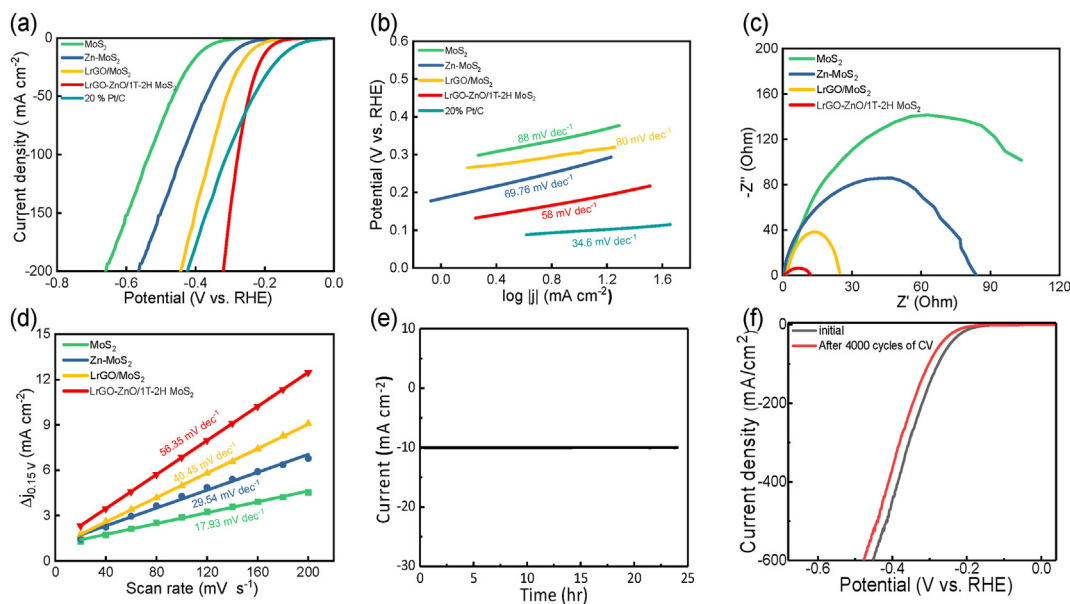 (a)
MoS₂
Zn-MoS₂
LrGO/MoS₂
LrGO-ZnO/1T-2H MoS₂
20 % Pt/C
0
-50
-100
-150
-200
-0.8
-0.6
-0.4
-0.2
0.0
Current density ( mA cm⁻²)
Potential (V vs. RHE)
(b)
MoS₂
Zn-MoS₂
LrGO/MoS₂
LrGO-ZnO/1T-2H MoS₂
20% Pt/C
88 mV dec⁻¹
80 mV dec⁻¹
69.76 mV dec⁻¹
58 mV dec⁻¹
34.6 mV dec⁻¹
0.6
0.5
0.4
0.3
0.2
0.1
0.0
-0.4
0.0
0.4
0.8
1.2
1.6
2.0
Potential (V vs. RHE)
log |j| (mA cm⁻²)
(c)
MoS₂
Zn-MoS₂
LrGO/MoS₂
LrGO-ZnO/1T-2H MoS₂
200
160
120
80
40
0
0
30
60
90
120
-Z'' (Ohm)
Z' (Ohm)
(d)
MoS₂
Zn-MoS₂
LrGO/MoS₂
LrGO-ZnO/1T-2H MoS₂
56.35 mV dec⁻¹
40.45 mV dec⁻¹
29.54 mV dec⁻¹
17.93 mV dec⁻¹
15
12
9
6
3
0
0
40
80
120
160
200
Δj0.15 V (mA cm⁻²)
Scan rate (mV s⁻¹)
(e)
10
0
-10
-20
-30
0
5
10
15
20
25
Current (mA cm⁻²)
Time (hr)
(f)
initial
After 4000 cycles of CV
0
-200
-400
-600
-0.6
-0.4
-0.2
0.0
Current density (mA/cm²)
Potential (V vs. RHE)